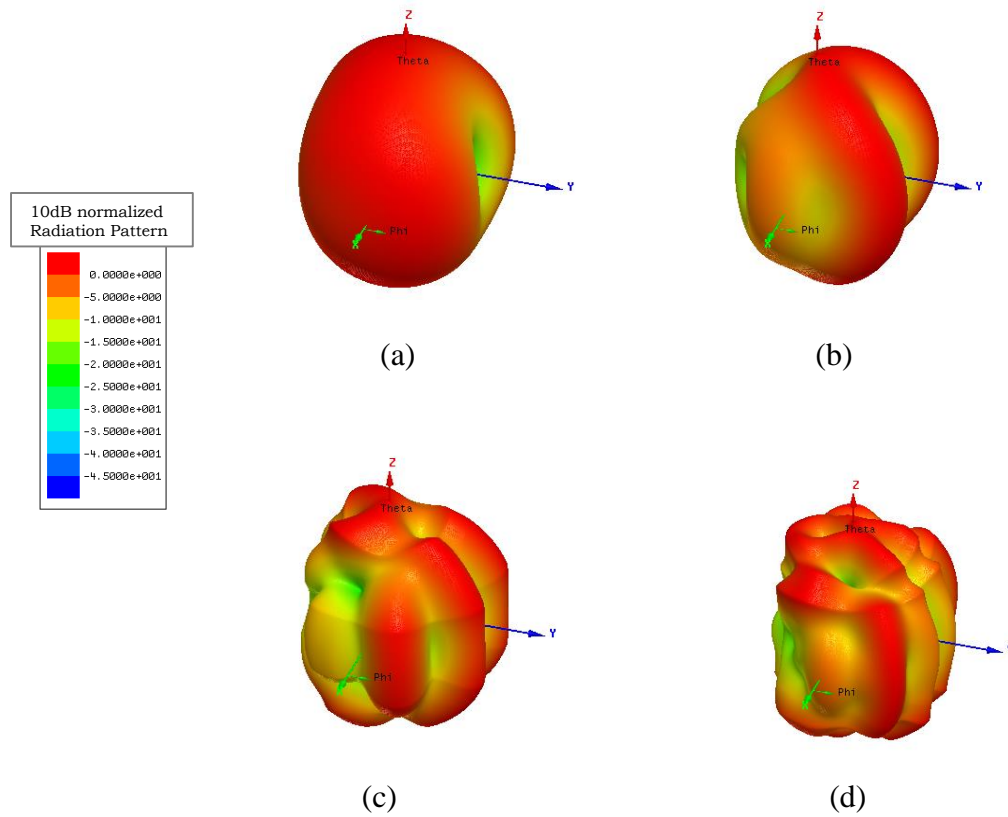 Z
Theta
Y
X
Phi
(a)
Z
Theta
Y
X
Phi
(b)
10dB normalized
Radiation Pattern
0.0000e+000
-5.0000e+000
-1.0000e+001
-1.5000e+001
-2.0000e+001
-2.5000e+001
-3.0000e+001
-3.5000e+001
-4.0000e+001
-4.5000e+001
Z
Theta
Y
Phi
(c)
Z
Theta
Phi
(d)